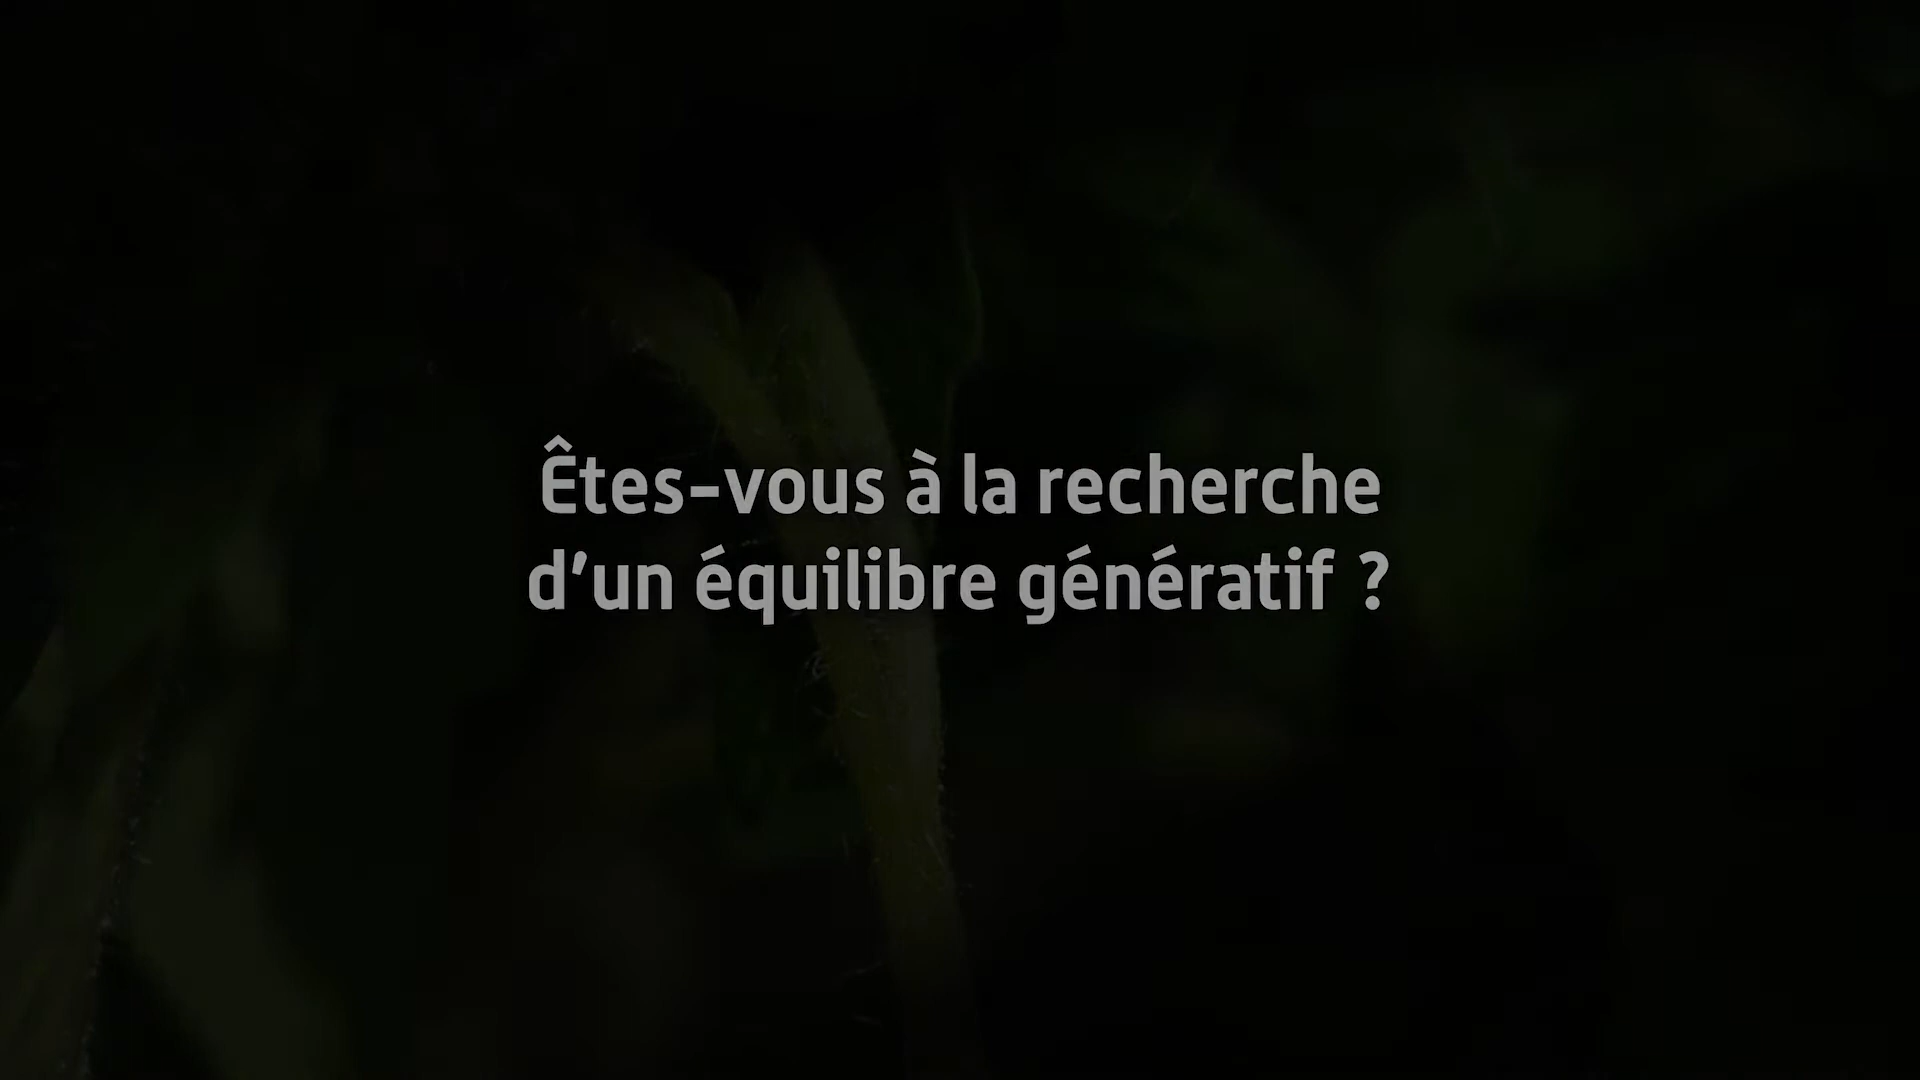 Êtes-vous à la recherche
d’un équilibre génératif ?